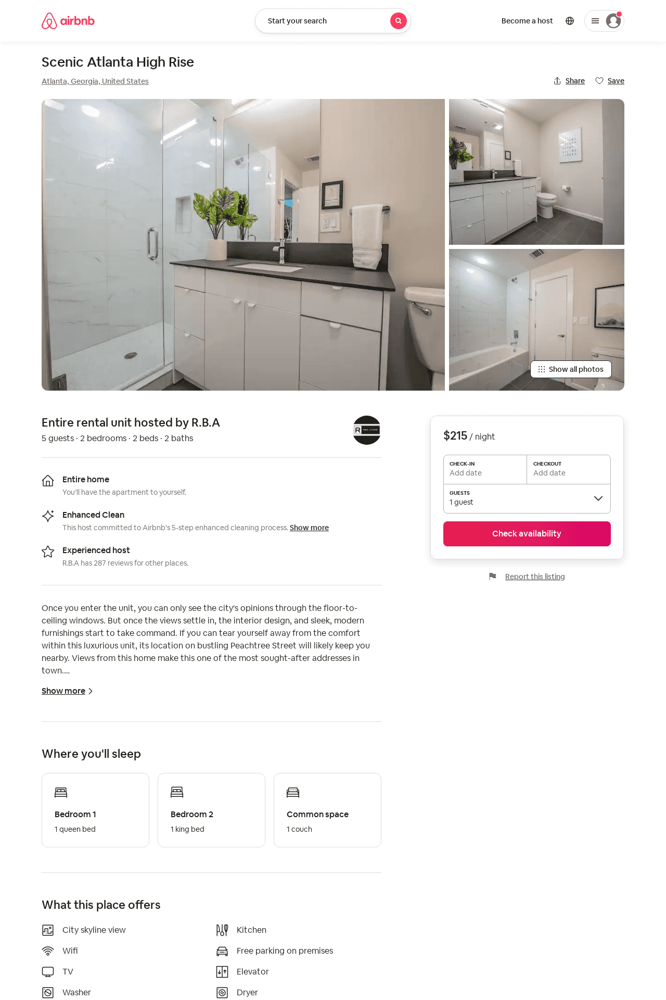 airbnb
Start your search
Become a host
Scenic Atlanta High Rise
Atlanta, Georgia, United States
Share
Save
Show all photos
Entire rental unit hosted by R.B.A
5 guests · 2 bedrooms · 2 beds · 2 baths
R RBA LIVING
$215 / night
CHECK-IN
Add date
CHECKOUT
Add date
GUESTS
1 guest
Check availability
Report this listing
Entire home
You’ll have the apartment to yourself.
Enhanced Clean
This host committed to Airbnb's 5-step enhanced cleaning process. Show more
Experienced host
R.B.A has 287 reviews for other places.
Once you enter the unit, you can only see the city's opinions through the floor-to-
ceiling windows. But once the views settle in, the interior design, and sleek, modern
furnishings start to take command. If you can tear yourself away from the comfort
within this luxurious unit, its location on bustling Peachtree Street will likely keep you
nearby. Views from this home make this one of the most sought-after addresses in
town....
Show more
Where you'll sleep
Bedroom 1
1 queen bed
Bedroom 2
1 king bed
Common space
1 couch
What this place offers
City skyline view
Kitchen
Wifi
Free parking on premises
TV
Elevator
Washer
Dryer